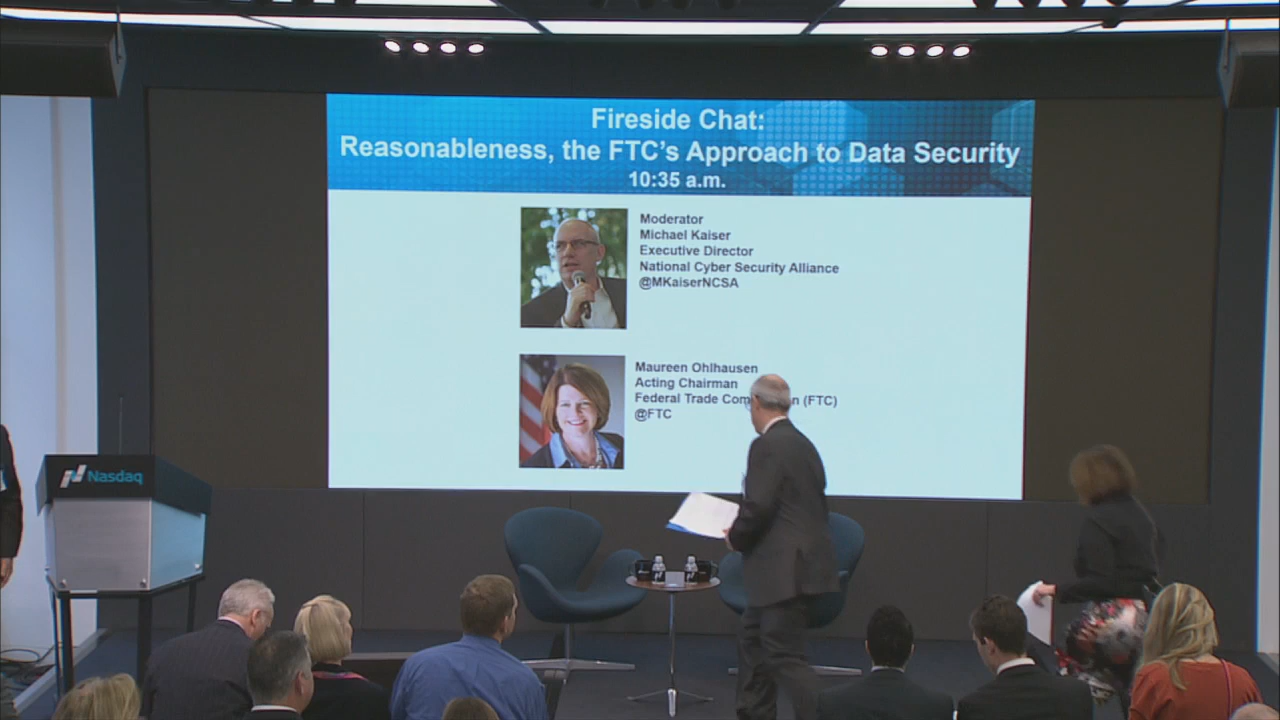 Fireside Chat:
Reasonableness, the FTC's Approach to Data Security
10:35 a.m.
Moderator
Michael Kaiser
Executive Director
National Cyber Security Alliance
@MKaiserNCSA
Maureen Ohlhausen
Acting Chairman
Federal Trade (FTC)
@FTC
Nasdaq